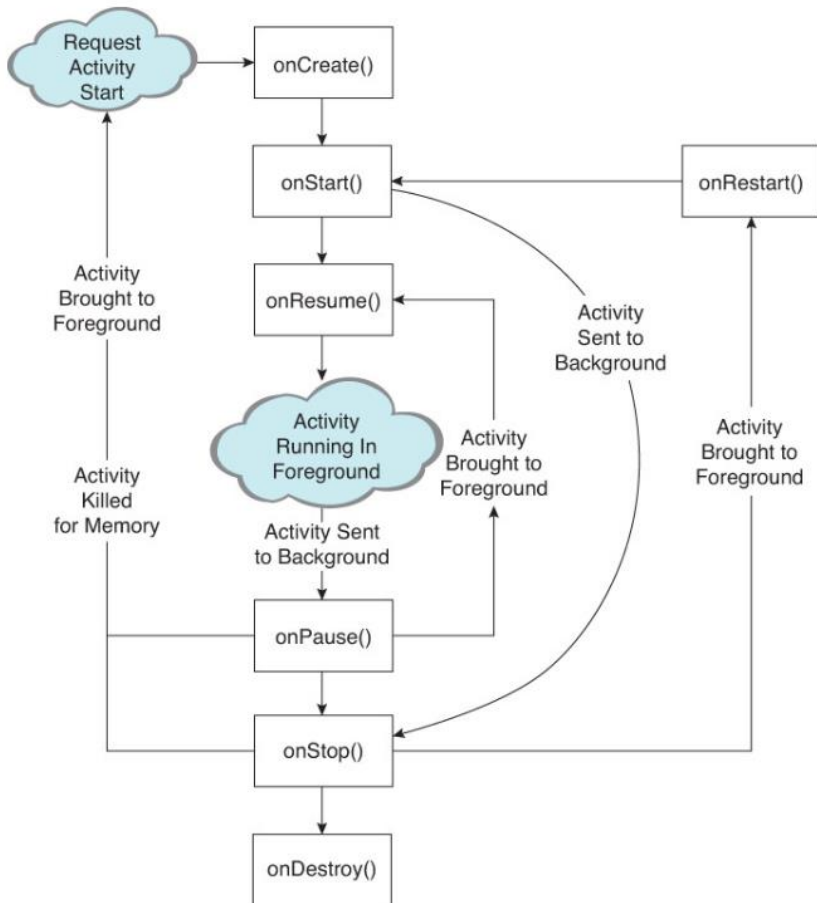 Request
Activity
Start
onCreate()
onStart()
onRestart()
onResume()
Activity
Brought to
Foreground
Activity
Sent to
Background
Activity
Running In
Foreground
Activity
Brought to
Foreground
Activity
Brought to
Foreground
Activity
Killed
for Memory
Activity Sent
to Background
onPause()
onStop()
onDestroy()